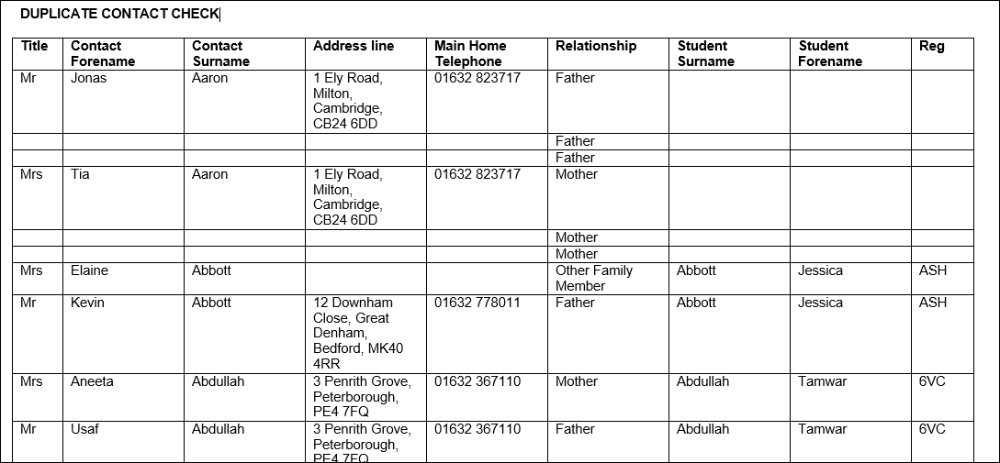 DUPLICATE CONTACT CHECK
Title Contact Forename Contact Surname Address line Main Home Telephone Relationship Student Surname Student Forename Reg
Mr Jonas Aaron 1 Ely Road, 01632 823717 Father
Milton,
Cambridge,
CB24 6DD
Father
Father
Mrs Tia Aaron 1 Ely Road, 01632 823717 Mother
Milton,
Cambridge,
CB24 6DD
Mother
Mother
Mrs Elaine Abbott Other Family Abbott Jessica ASH
Member
Mr Kevin Abbott 12 Downham 01632 778011 Father Abbott Jessica ASH
Close, Great
Denham,
Bedford, MK40
4RR
Mrs Aneeta Abdullah 3 Penrith Grove, 01632 367110 Mother Abdullah Tamwar 6VC
Peterborough,
PE4 7FQ
Mr Usaf Abdullah 3 Penrith Grove, 01632 367110 Father Abdullah Tamwar 6VC
Peterborough,
PE4 7FQ